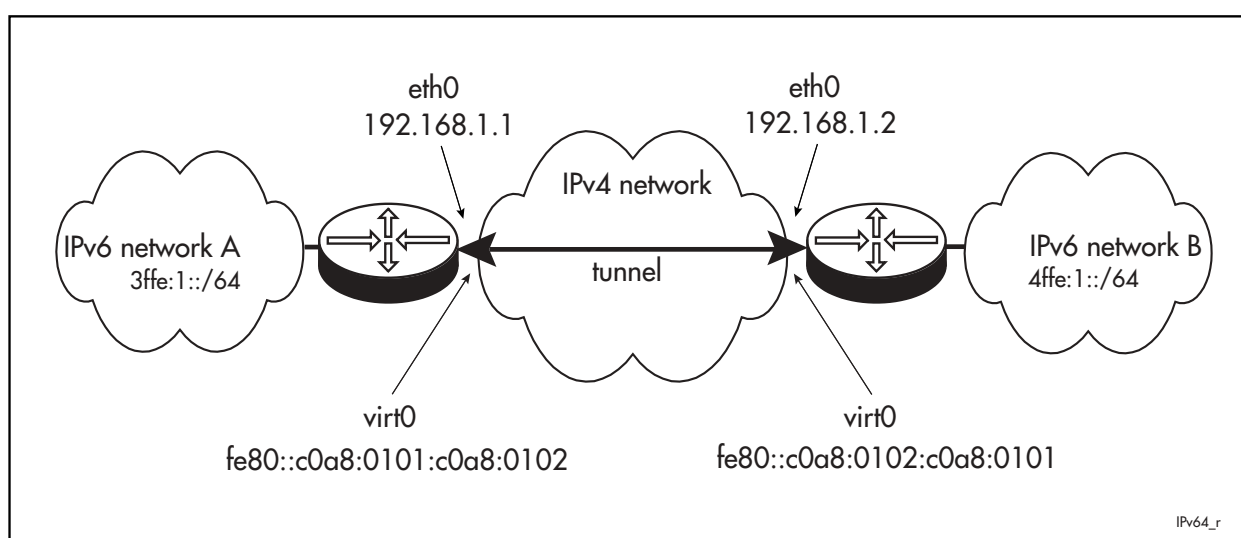 eth0
192.168.1.1
eth0
192.168.1.2
IPv4 network
IPv6 network A
3ffe:1::/64
tunnel
IPv6 network B
4ffe:1::/64
virt0
fe80::c0a8:0101:c0a8:0102
virt0
fe80::c0a8:0102:c0a8:0101
IPv64_r